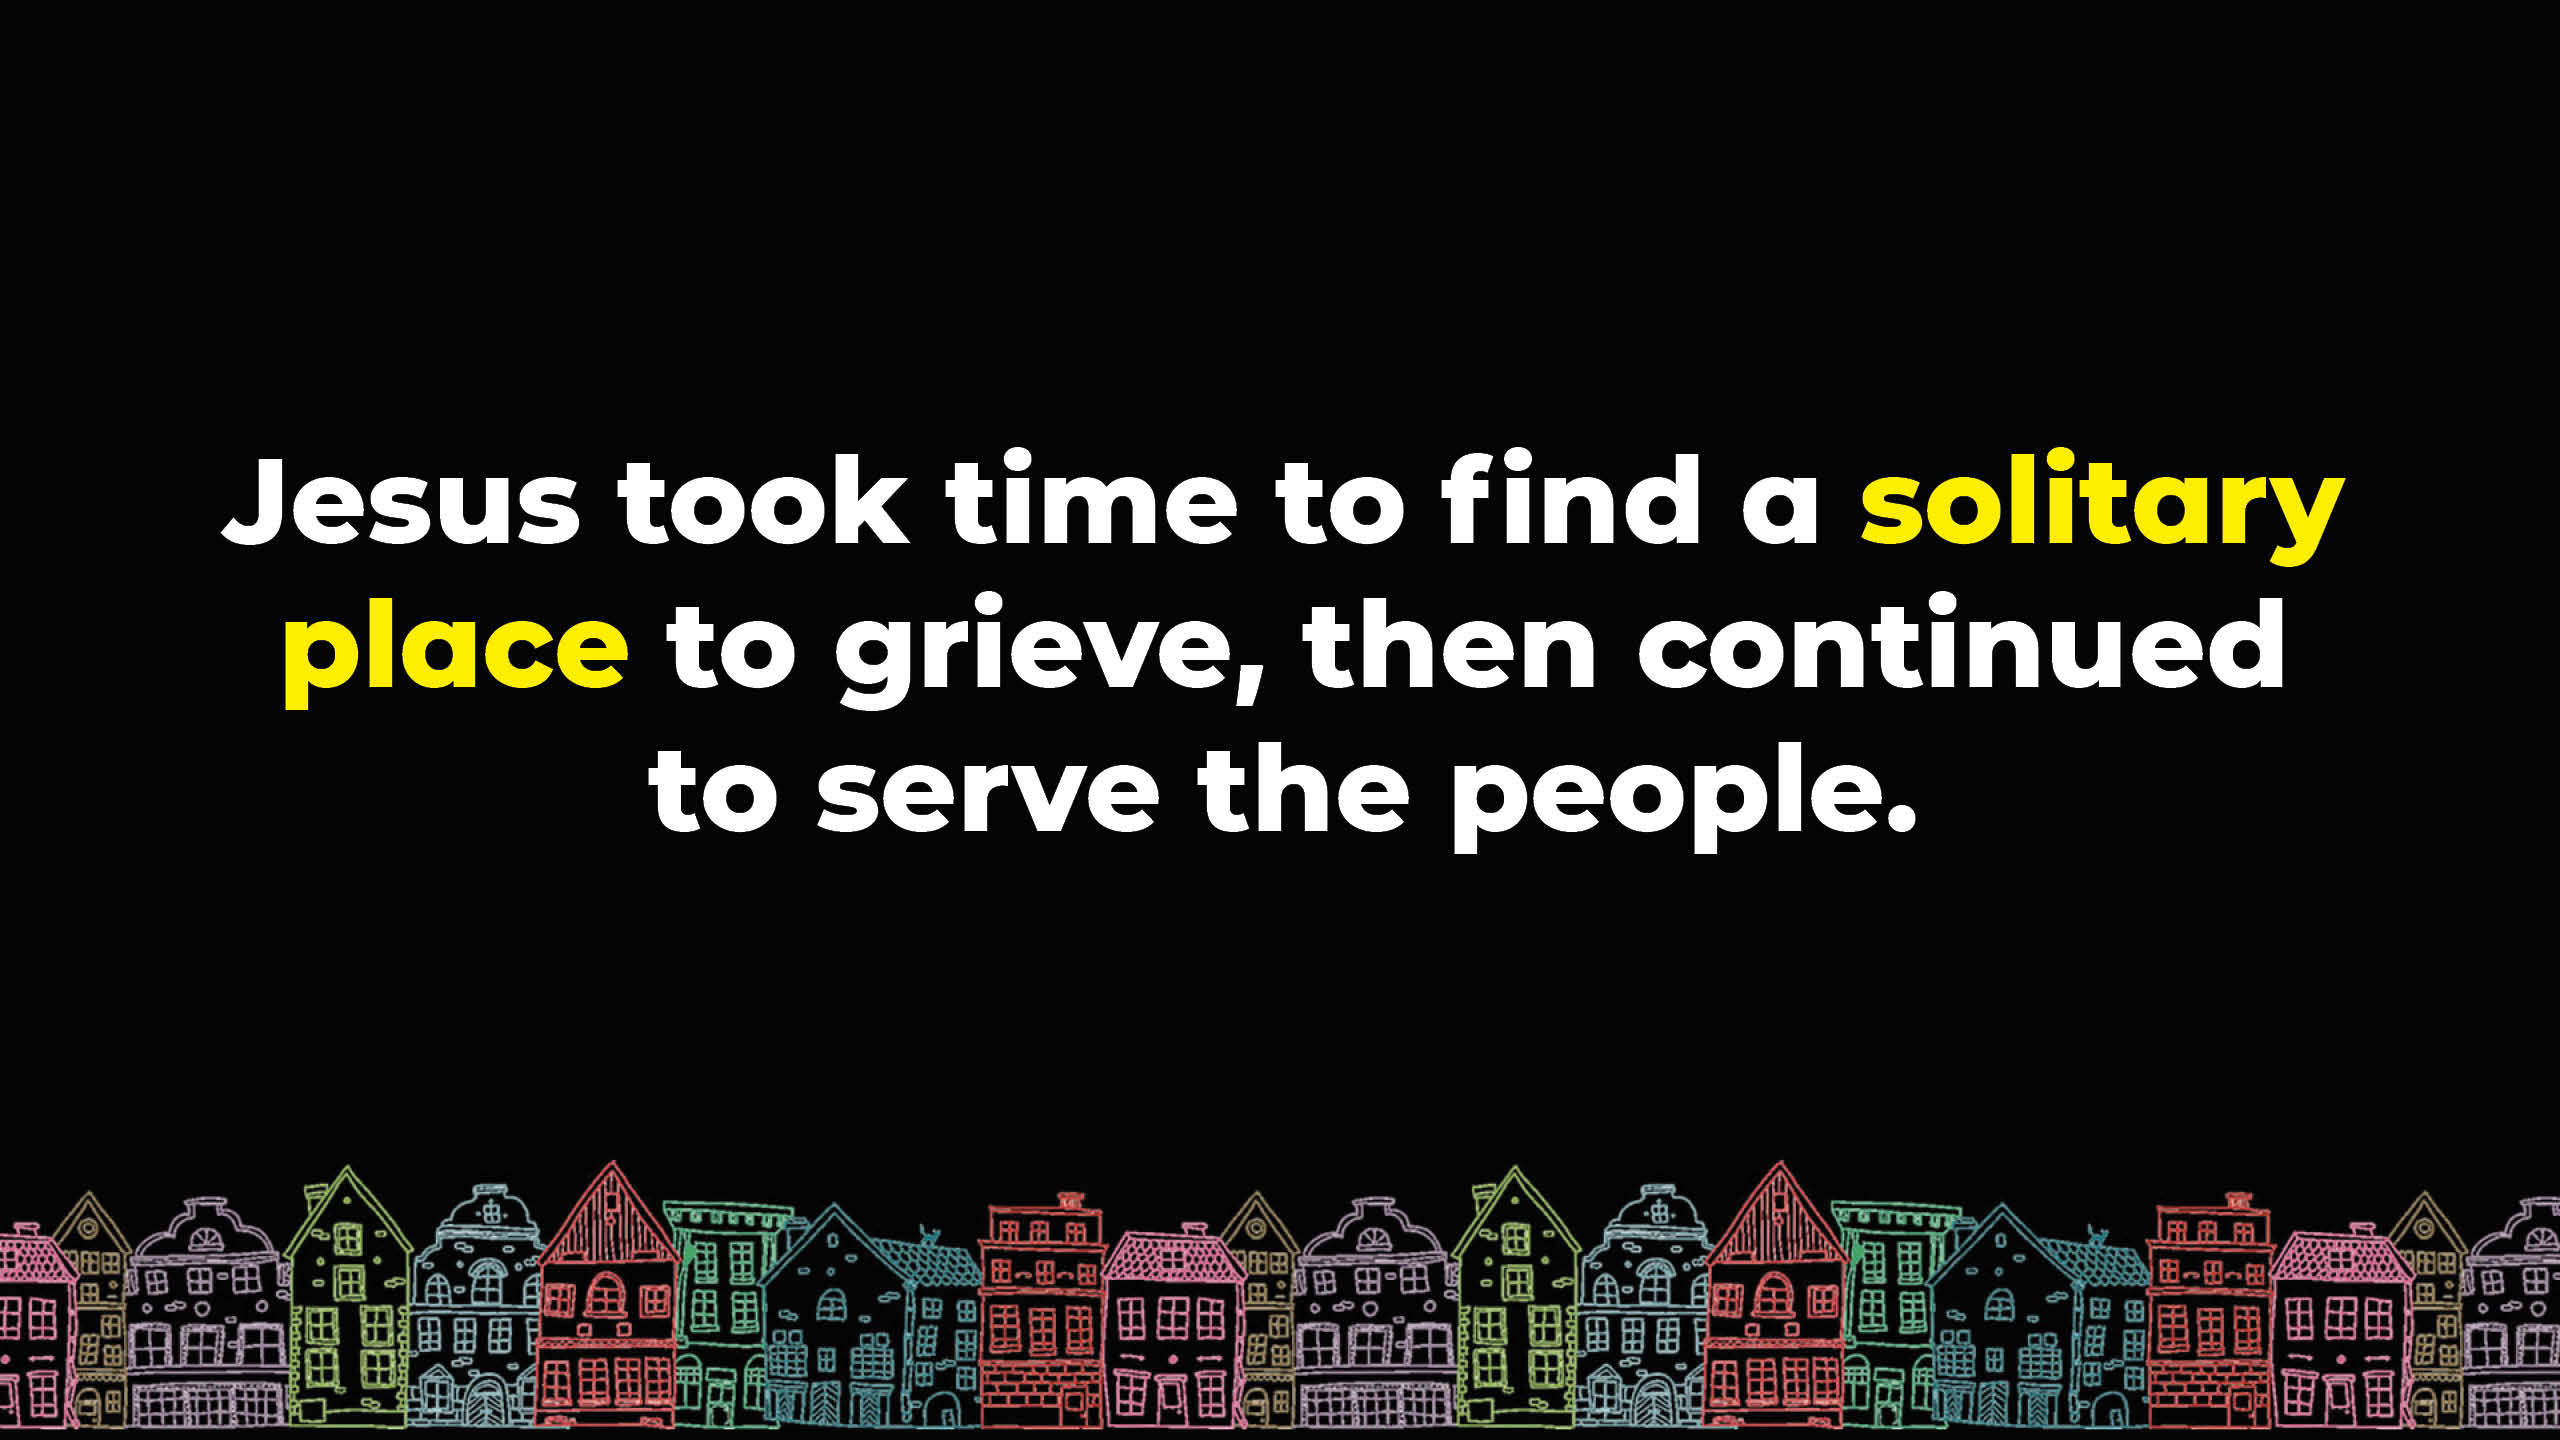 Jesus took time to find a solitary
place to grieve, then continued
to serve the people.